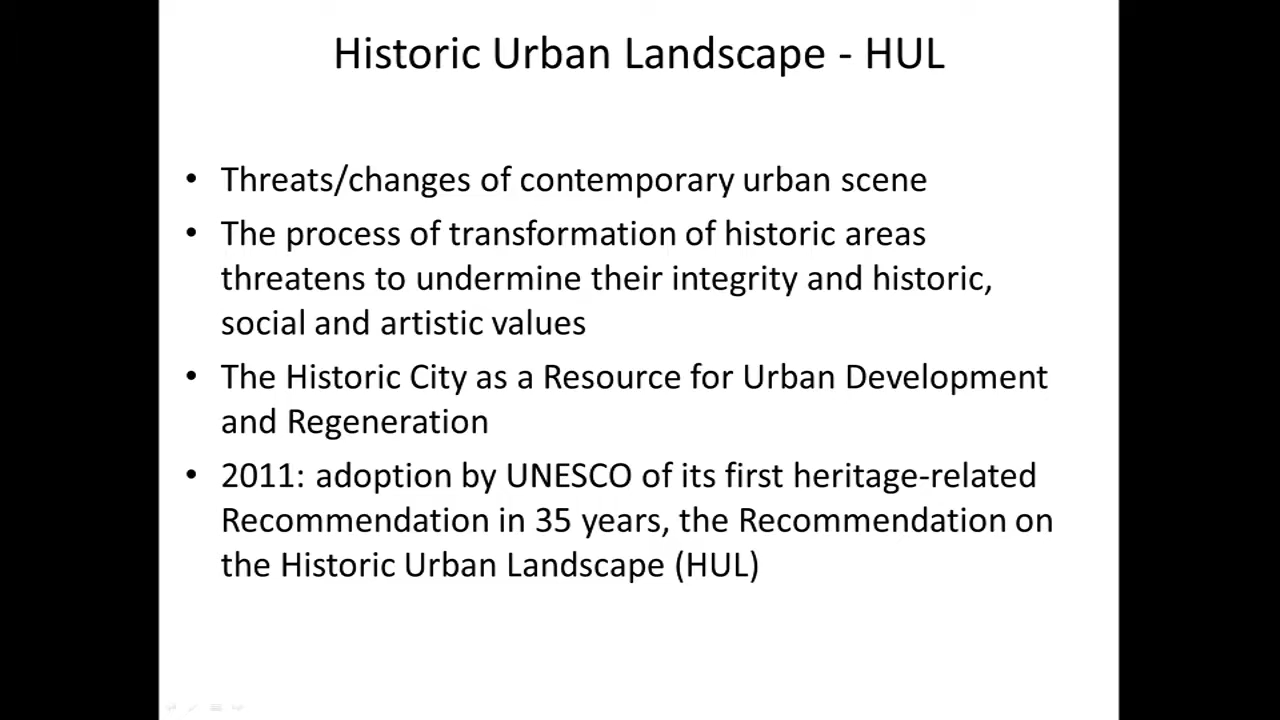 Historic Urban Landscape - HUL
• Threats/changes of contemporary urban scene
• The process of transformation of historic areas
threatens to undermine their integrity and historic,
social and artistic values
• The Historic City as a Resource for Urban Development
and Regeneration
• 2011: adoption by UNESCO of its first heritage-related
Recommendation in 35 years, the Recommendation on
the Historic Urban Landscape (HUL)